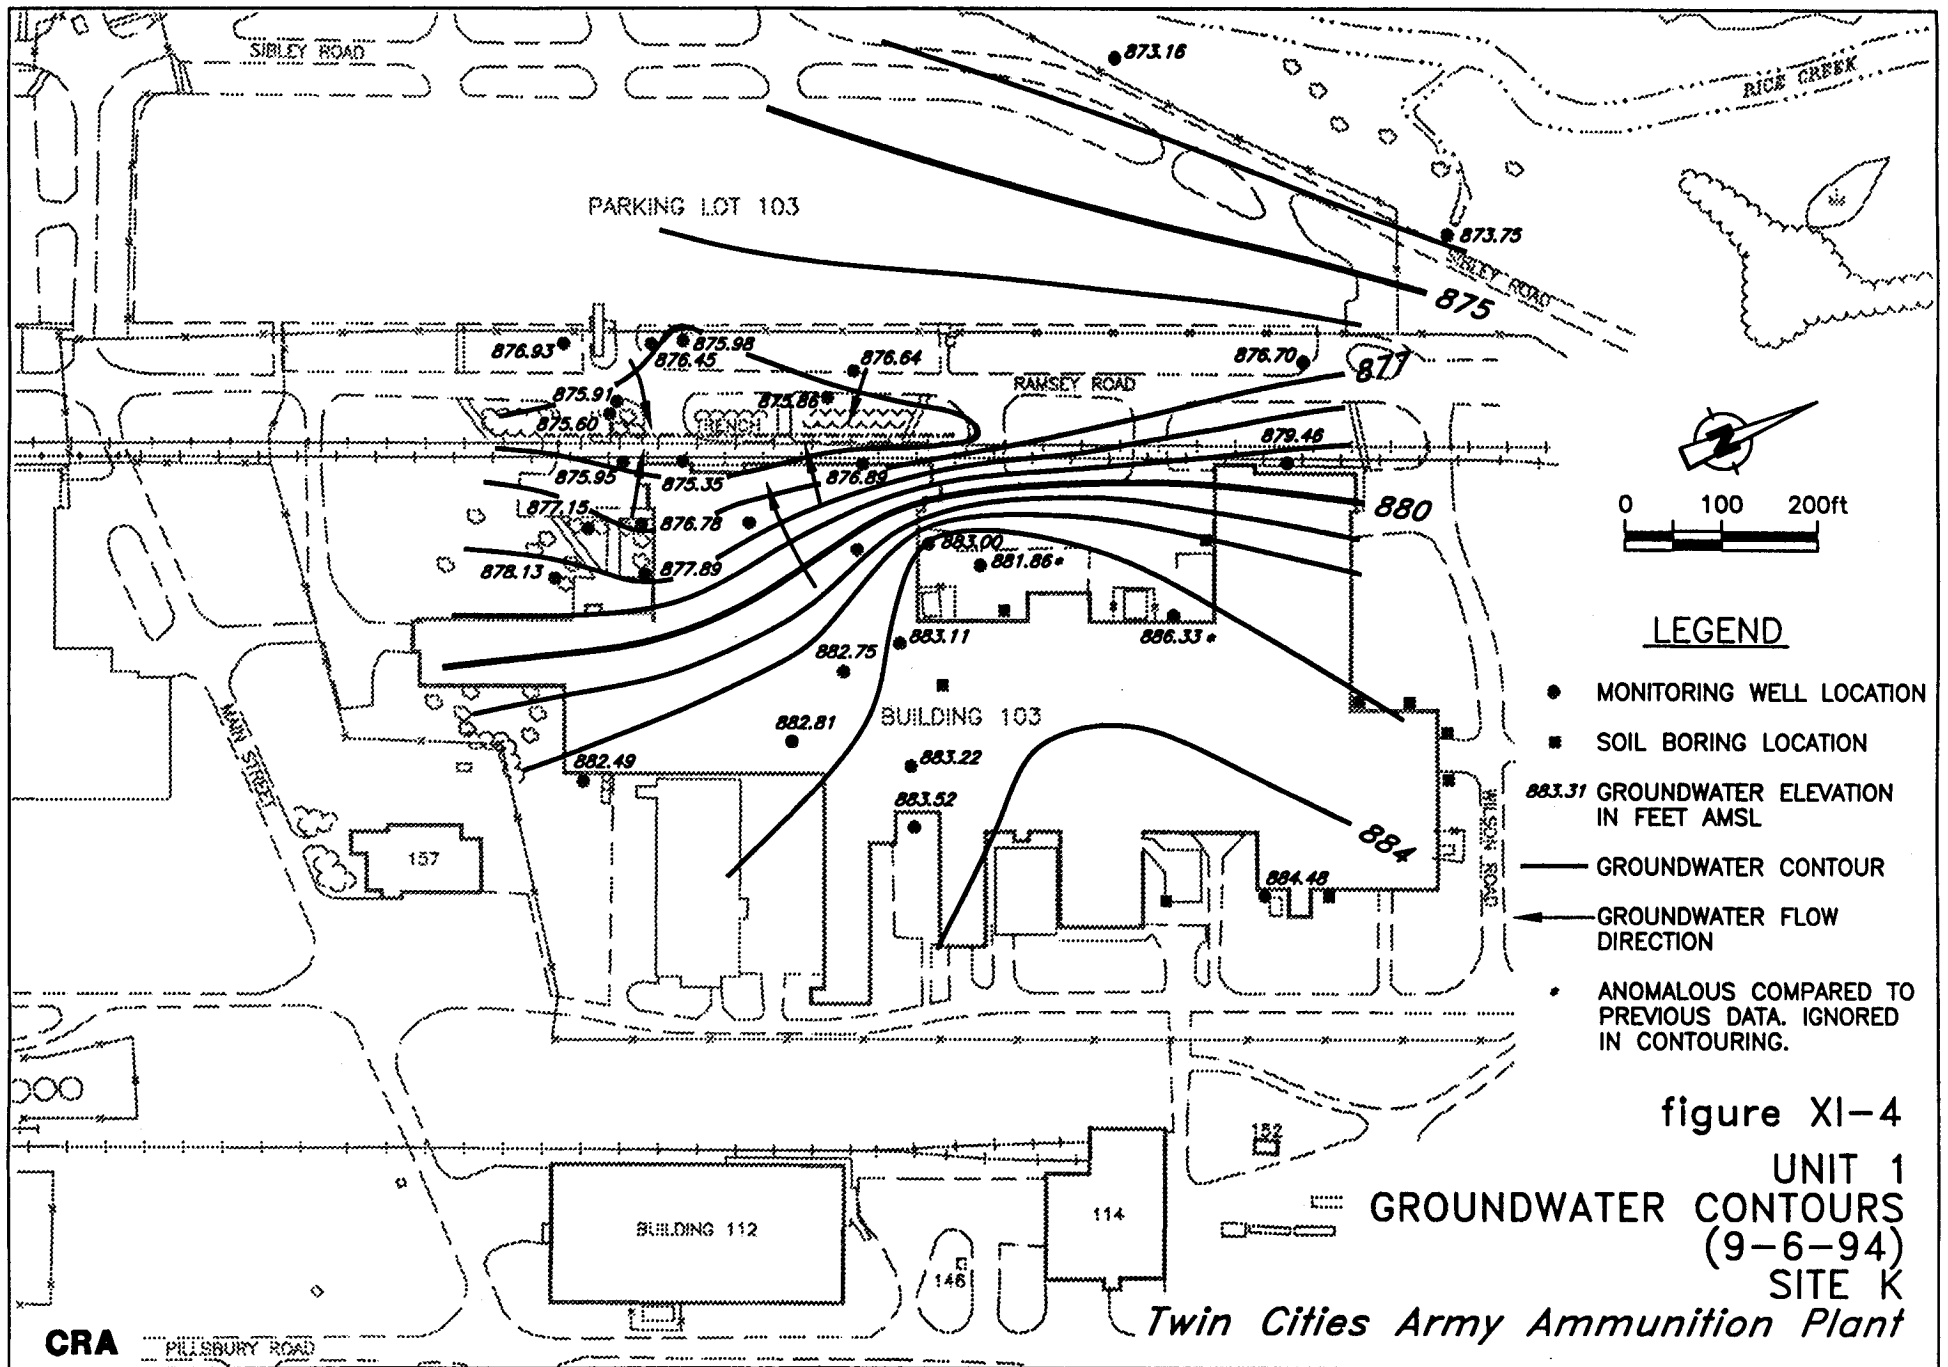 SIBLEY ROAD
873.16
RICE CREEK
PARKING LOT 103
873.75
SIBLEY ROAD
875
876.93
875.98
876.45
876.64
876.70
877
RAMSEY ROAD
875.91
875.86
875.60
TRENCH
879.46
875.95
875.35
876.89
N
0 100 200ft
877.15
876.78
880
883.00
881.86*
878.13
877.89
883.11
886.33*
882.75
LEGEND
MONITORING WELL LOCATION
SOIL BORING LOCATION
883.31 GROUNDWATER ELEVATION
IN FEET AMSL
GROUNDWATER CONTOUR
GROUNDWATER FLOW
DIRECTION
* ANOMALOUS COMPARED TO
PREVIOUS DATA. IGNORED
IN CONTOURING.
MAIN STREET
BUILDING 103
882.81
882.49
883.22
883.52
884
WILSON ROAD
157
884.48
figure XI-4
UNIT 1
GROUNDWATER CONTOURS
(9-6-94)
SITE K
Twin Cities Army Ammunition Plant
152
BUILDING 112
114
146
CRA
PILLSBURY ROAD